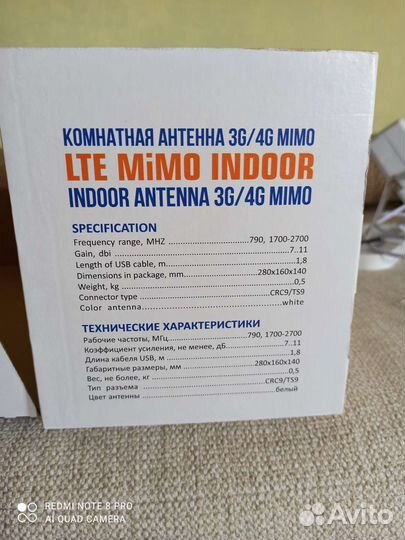 КОМНАТНАЯ АНТЕННА 3G/4G MIMO
LTE MiMO INDOOR
INDOOR ANTENNA 3G/4G MIMO
SPECIFICATION
Frequency range, MHZ ........................790, 1700-2700
Gain, dbi ........................7..11
Length of USB cable, m........................1,8
Dimensions in package, mm........................280x160x140
Weight, kg ........................0,5
Connector type ........................CRC9/TS9
Color antenna........................white
ТЕХНИЧЕСКИЕ ХАРАКТЕРИСТИКИ
Рабочие частоты, МГц........................790, 1700-2700
Коэффициент усиления, не менее, дБ........................7..11
Длина кабеля USB, м ........................1,8
Габаритные размеры, мм ........................280x160x140
Вес, не более, кг ........................0,5
Тип разъема ........................CRC9/TS9
Цвет антенны ........................белый
REDMI NOTE 8 PRO
AI QUAD CAMERA
Avito